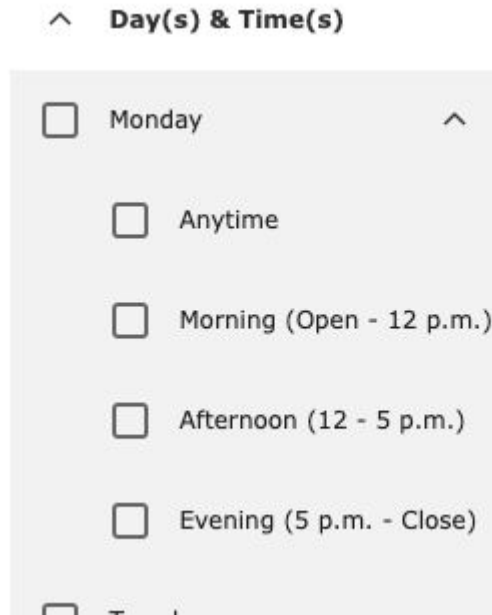 Day(s) & Time(s)
Monday
Anytime
Morning (Open - 12 p.m.)
Afternoon (12 - 5 p.m.)
Evening (5 p.m. - Close)